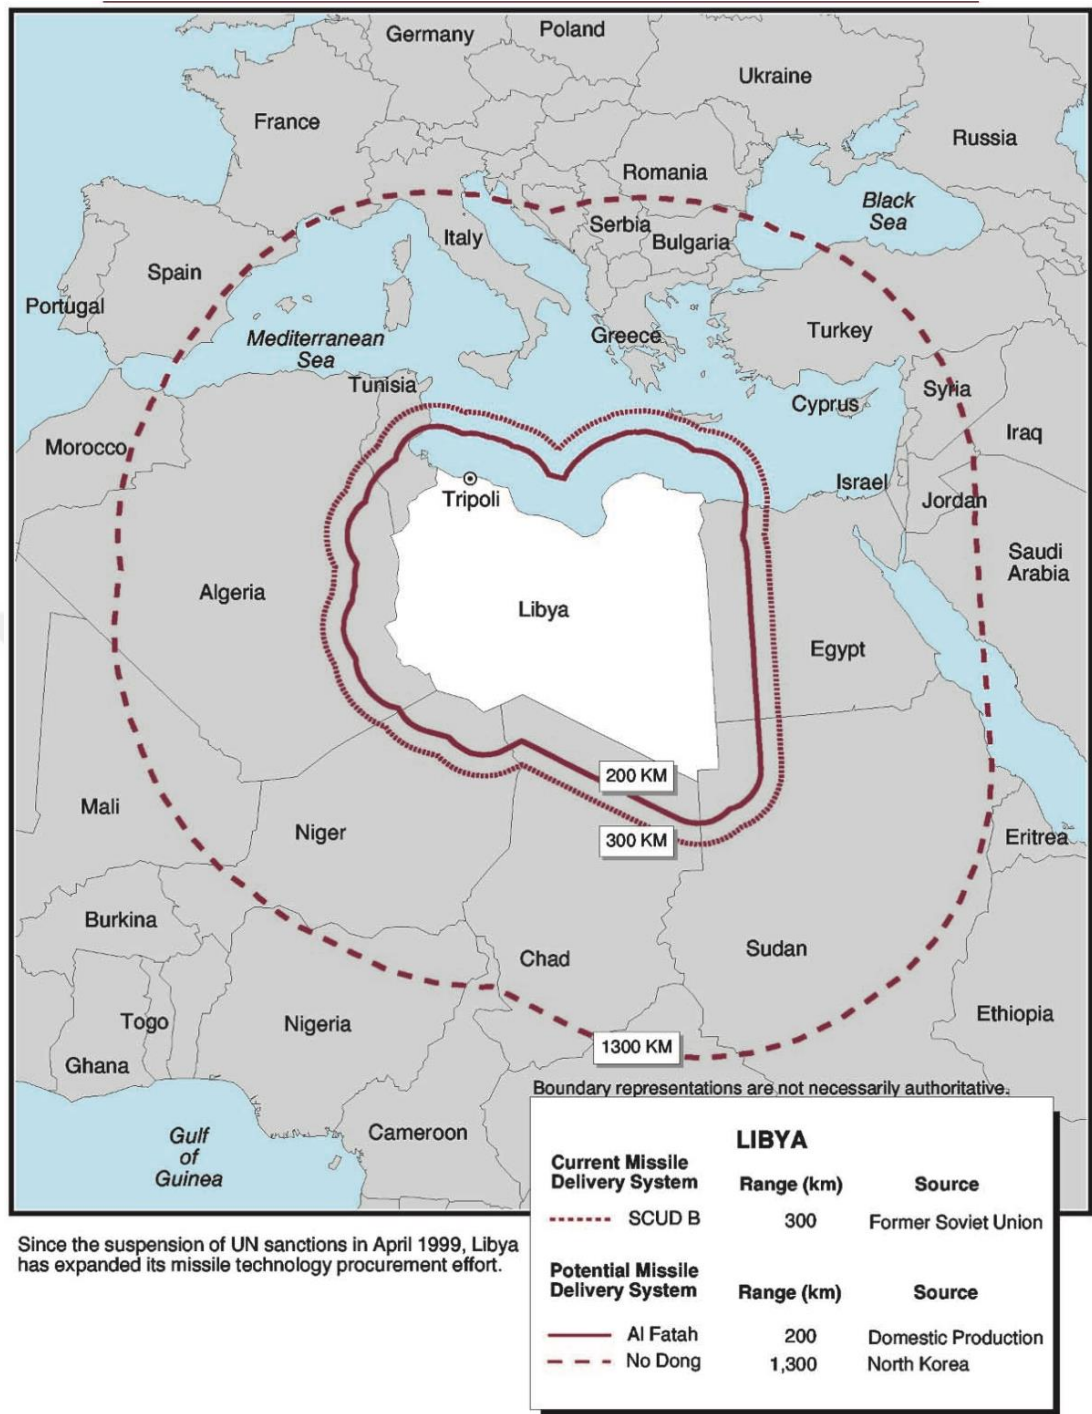 Germany
Poland
Ukraine
France
Russia
Romania
Black
Sea
Serbia
Italy
Bulgaria
Spain
Portugal
Mediterranean
Sea
Greece
Turkey
Tunisia
Syria
Cyprus
Morocco
Iraq
Israel
Tripoli
Jordan
Saudi
Arabia
Algeria
Libya
Egypt
200 KM
Mali
Niger
300 KM
Eritrea
Burkina
Chad
Sudan
Togo
Nigeria
Ethiopia
1300 KM
Ghana
Boundary representations are not necessarily authoritative.
Gulf
of
Guinea
Cameroon
LIBYA
Current Missile
Delivery System Range (km) Source
SCUD B 300 Former Soviet Union
Potential Missile
Delivery System Range (km) Source
Al Fatah 200 Domestic Production
No Dong 1,300 North Korea
Since the suspension of UN sanctions in April 1999, Libya
has expanded its missile technology procurement effort.